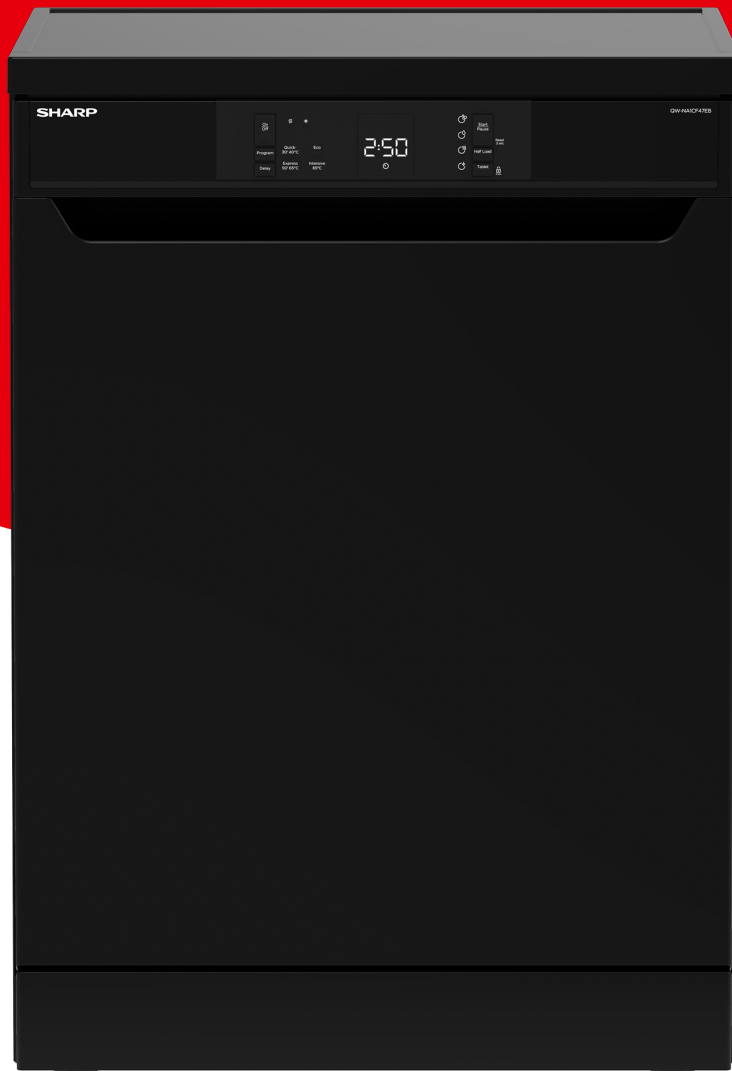 SHARP
QW-NA1CF47EB
On
Off
Program
Delay
Quick
30' 40°C
Eco
Express
50' 65°C
Intensive
65°C
2:50
Start
Pause
Reset
3 sec.
Half Load
Tablet